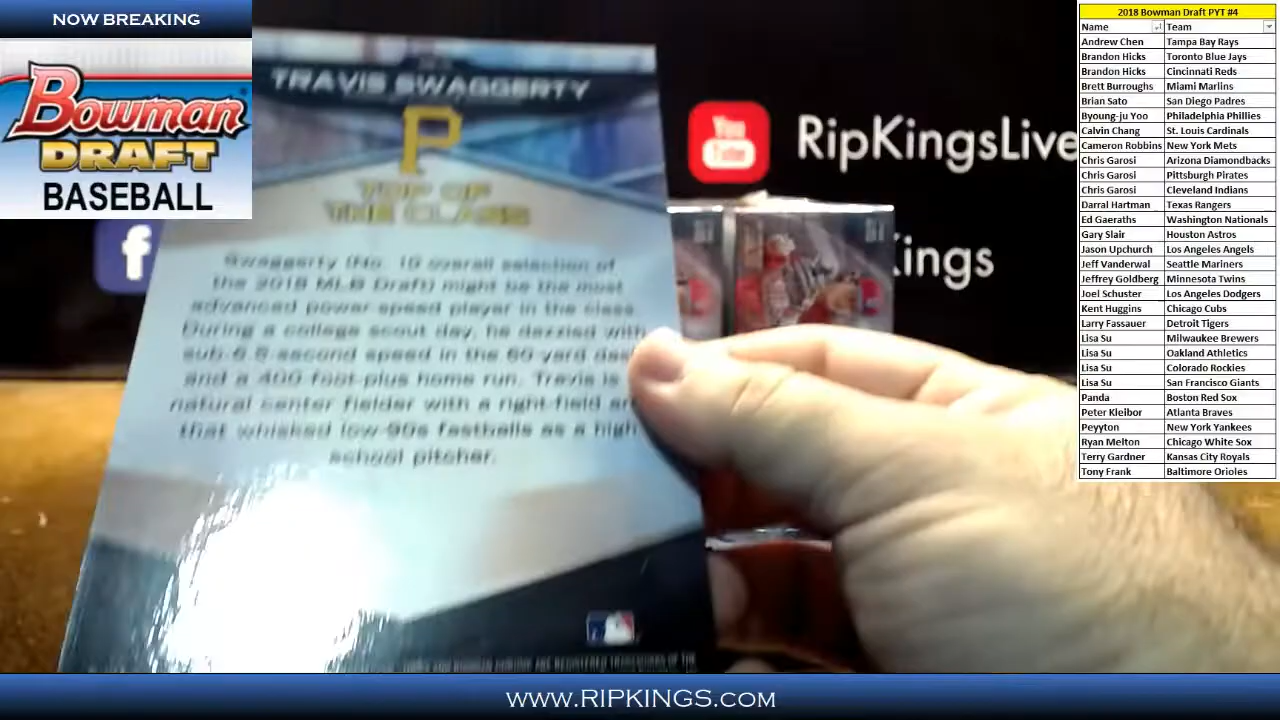 NOW BREAKING
Bowman
DRAFT
BASEBALL
TRAVIS SWAGGERTY
P
TOP OF
THE CLASS
Swaggerty (No. 10 overall selection of
the 2018 MLB Draft) might be the most
advanced power-speed player in the class.
During a college scout day, he dazzled with
sub-6.5-second speed in the 60-yard
and a 400-foot-plus home run. Travis is
natural center fielder with a right-field
that whisked low-90s fastballs as a high
school pitcher.
You
Tube
RipKingsLive
f
ings
2018 Bowman Draft PYT #4
Name Team
Andrew Chen Tampa Bay Rays
Brandon Hicks Toronto Blue Jays
Brandon Hicks Cincinnati Reds
Brett Burroughs Miami Marlins
Brian Sato San Diego Padres
Byoung-ju Yoo Philadelphia Phillies
Calvin Chang St. Louis Cardinals
Cameron Robbins New York Mets
Chris Garosi Arizona Diamondbacks
Chris Garosi Pittsburgh Pirates
Chris Garosi Cleveland Indians
Darral Hartman Texas Rangers
Ed Gaeraths Washington Nationals
Gary Slair Houston Astros
Jason Upchurch Los Angeles Angels
Jeff Vanderwal Seattle Mariners
Jeffrey Goldberg Minnesota Twins
Joel Schuster Los Angeles Dodgers
Kent Huggins Chicago Cubs
Larry Fassauer Detroit Tigers
Lisa Su Milwaukee Brewers
Lisa Su Oakland Athletics
Lisa Su Colorado Rockies
Lisa Su San Francisco Giants
Panda Boston Red Sox
Peter Kleibor Atlanta Braves
Peyyton New York Yankees
Ryan Melton Chicago White Sox
Terry Gardner Kansas City Royals
Tony Frank Baltimore Orioles
www.RIPKINGS.com